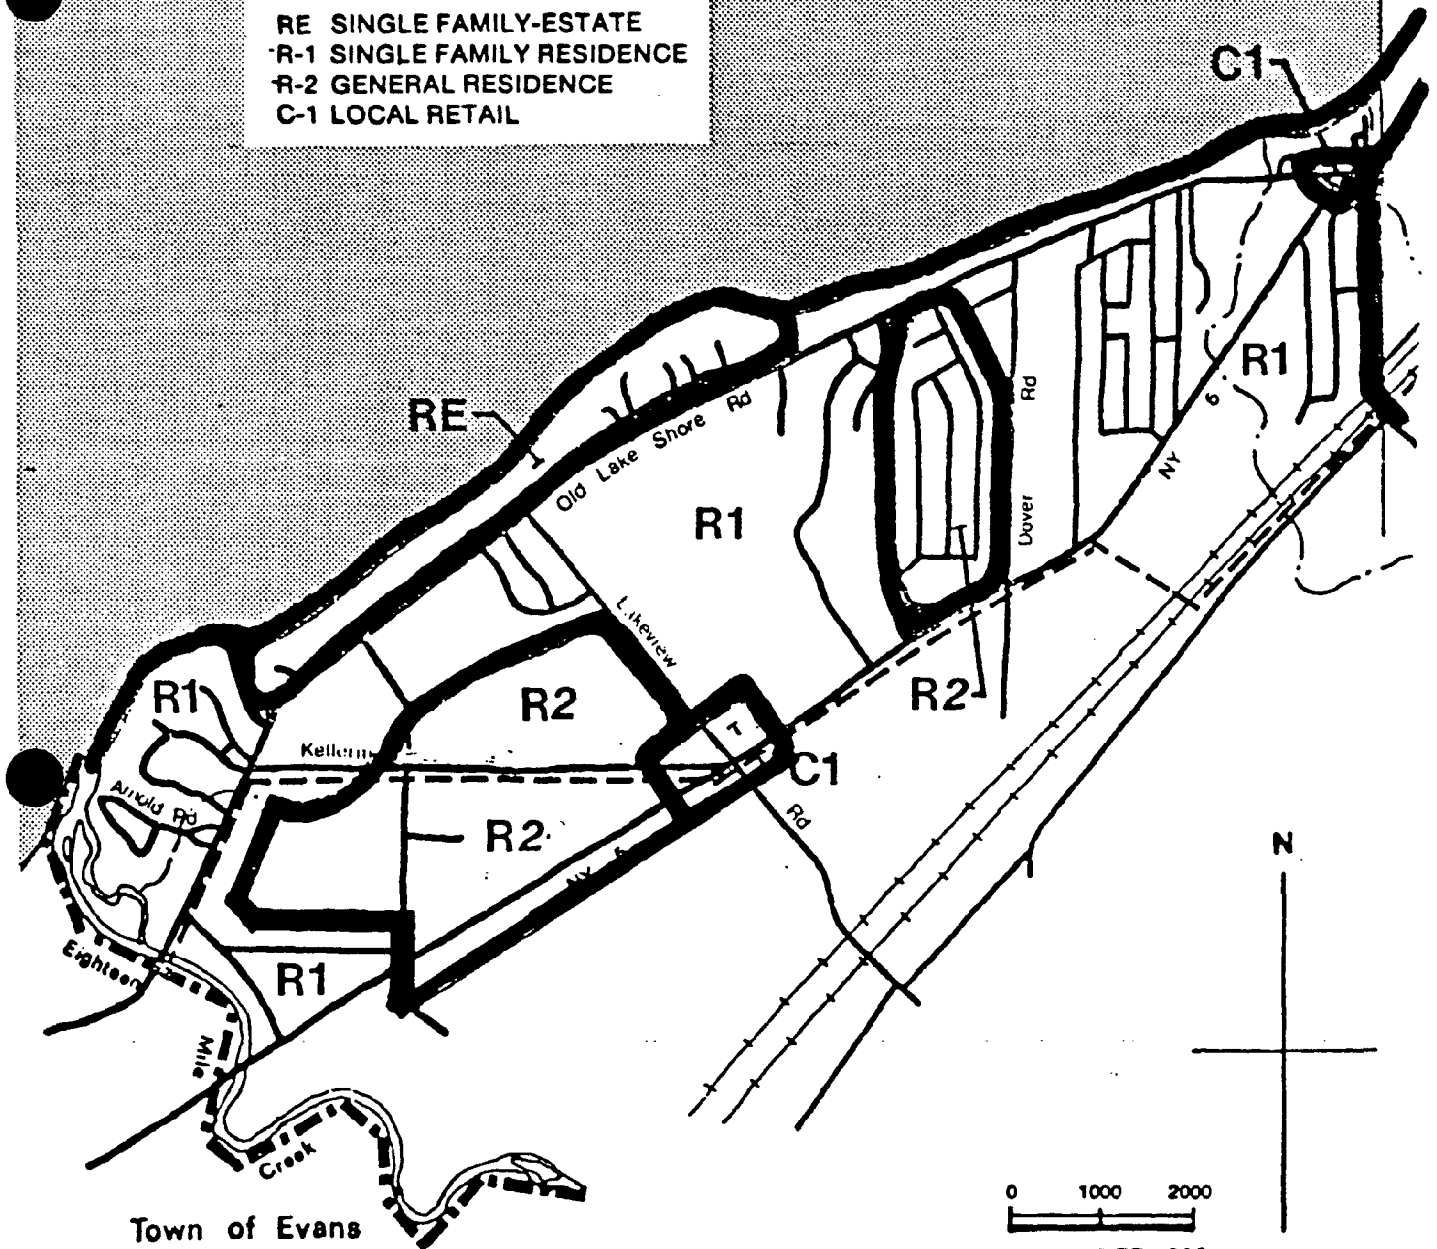 RE SINGLE FAMILY-ESTATE
R-1 SINGLE FAMILY RESIDENCE
R-2 GENERAL RESIDENCE
C-1 LOCAL RETAIL
C1
R1
RE
Old Lake Shore Rd
Rd
NY
R1
Dover
Lakeview
R1
R2
R2
Kellerm
C1
Arnold Rd
R2
Rd
NY
N
Eighteen
R1
Mile
Creek
0 1000 2000
Town of Evans